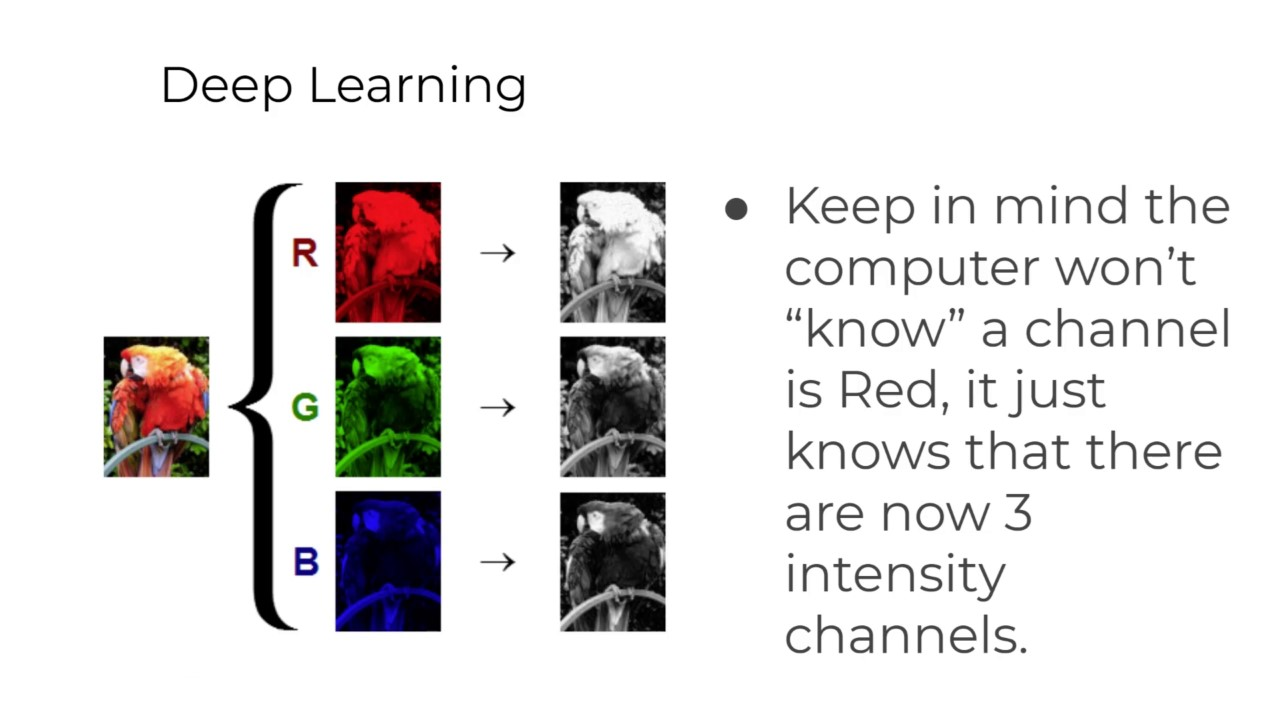 Deep Learning
R
G
B
→
→
→
● Keep in mind the
computer won’t
“know” a channel
is Red, it just
knows that there
are now 3
intensity
channels.